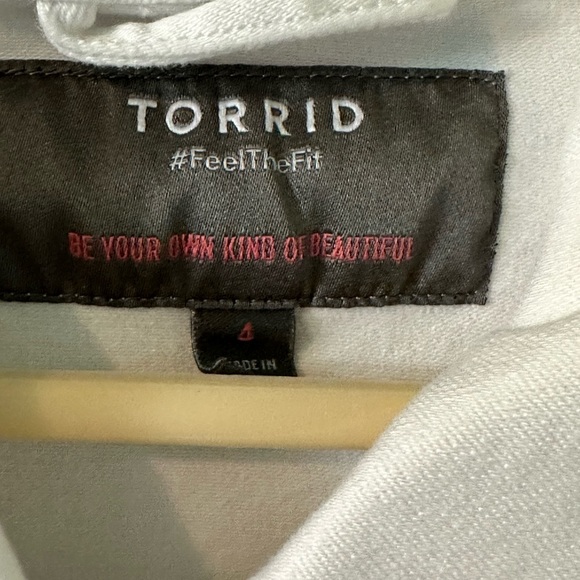 TORRID
#FeelTheFit
BE YOUR OWN KIND OF BEAUTIFUL
4
MADE IN